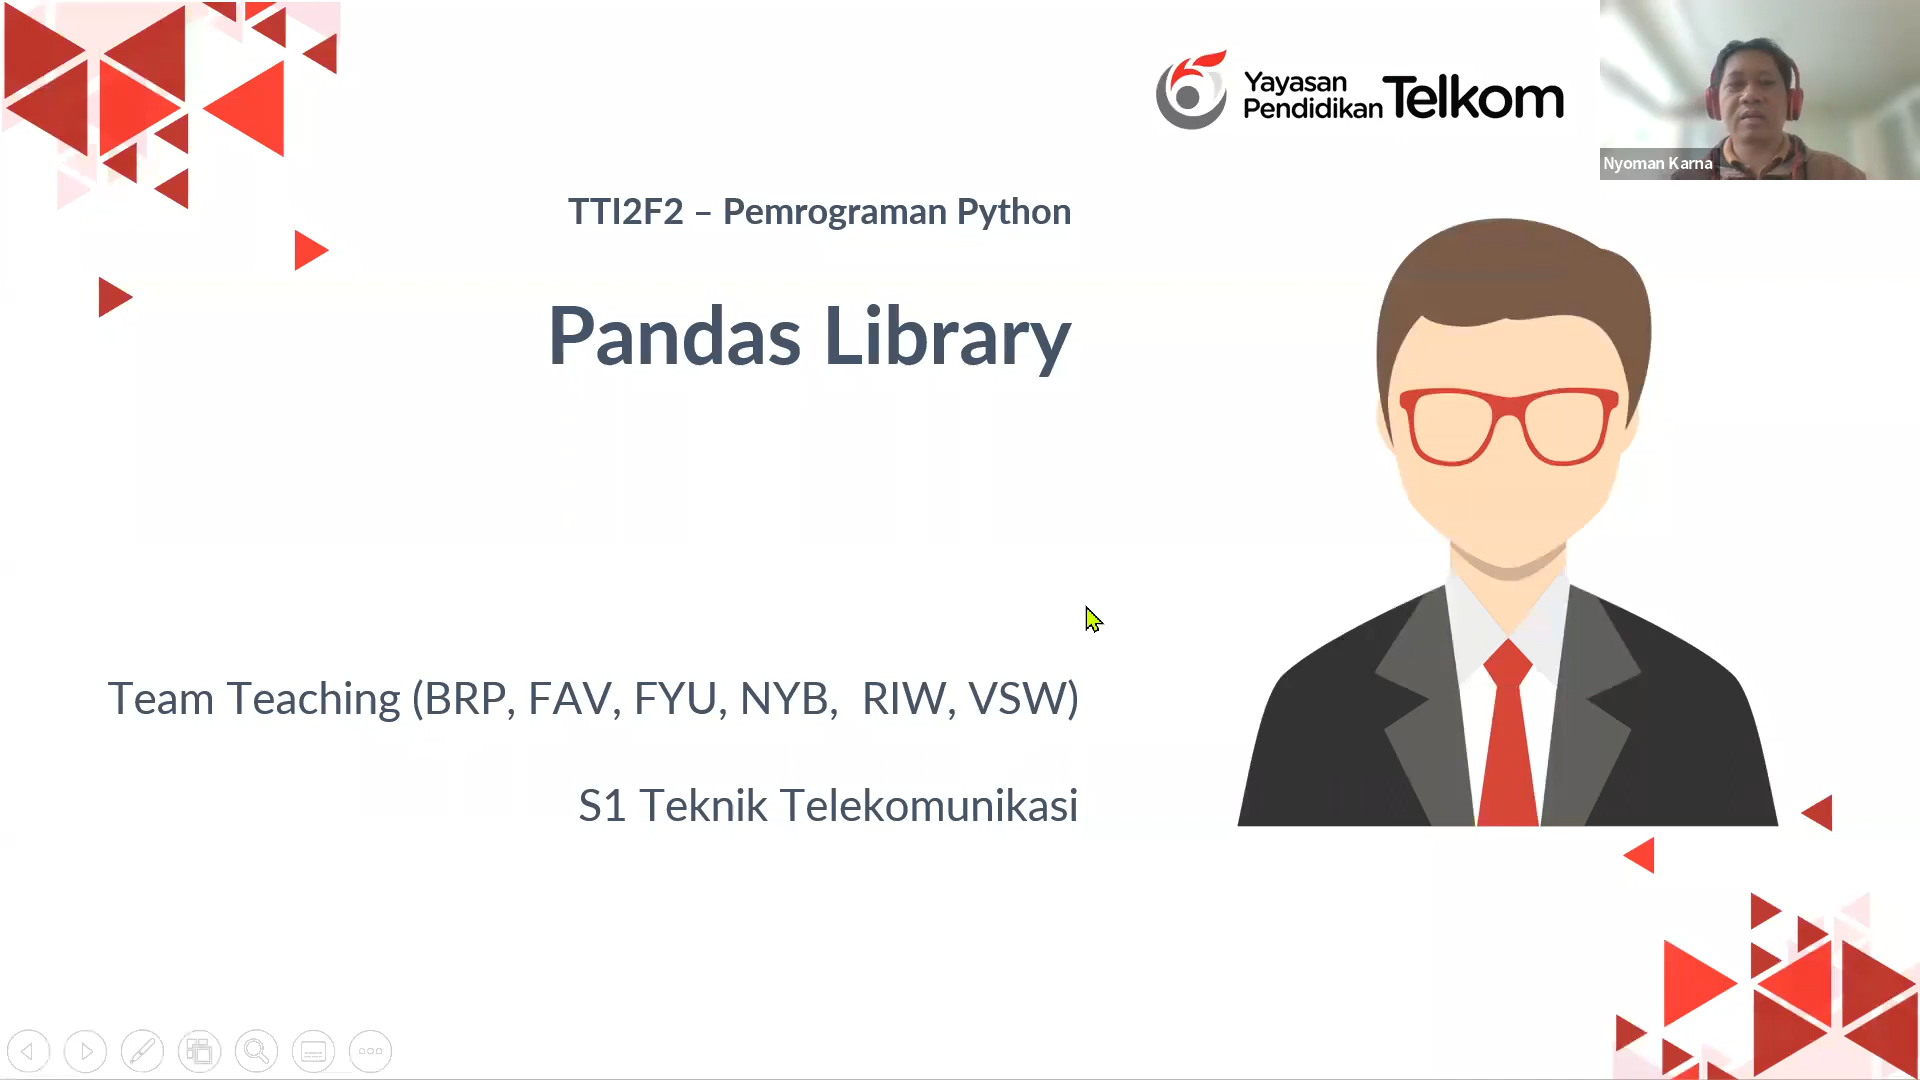 Yayasan
Pendidikan Telkom
Nyoman Karna
TTI2F2 – Pemrograman Python
Pandas Library
Team Teaching (BRP, FAV, FYU, NYB, RIW, VSW)
S1 Teknik Telekomunikasi